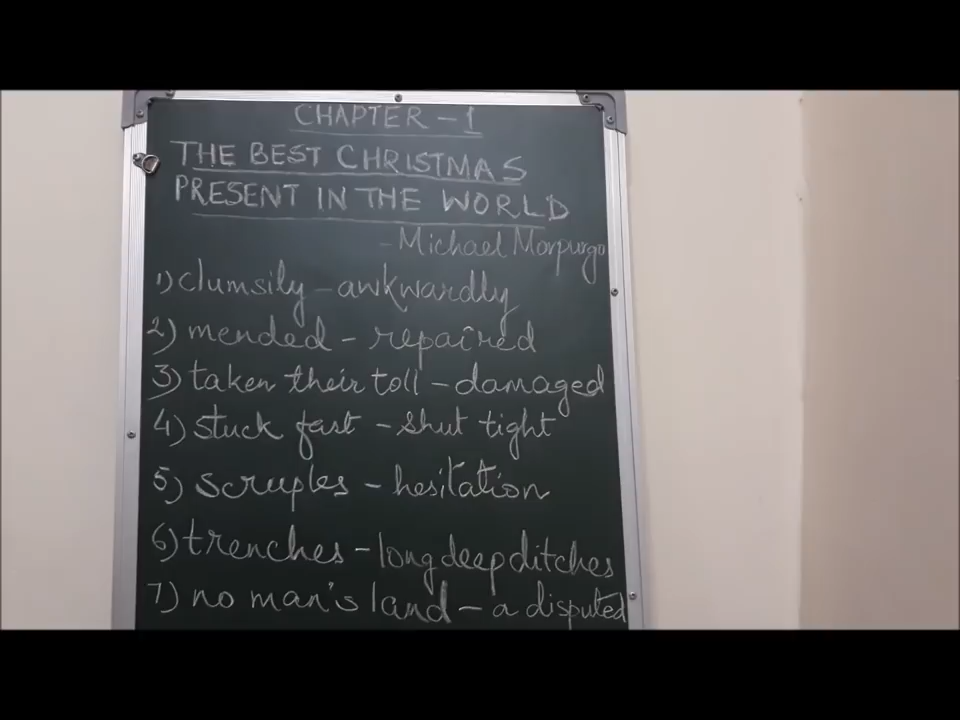 CHAPTER - 1
THE BEST CHRISTMAS
PRESENT IN THE WORLD
- Michael Morpurgo
1) clumsily - awkwardly
2) mended - repaired
3) taken their toll - damaged
4) stuck fast - shut tight
5) scruples - hesitation
6) trenches - long deep ditches
7) no man's land - a disputed